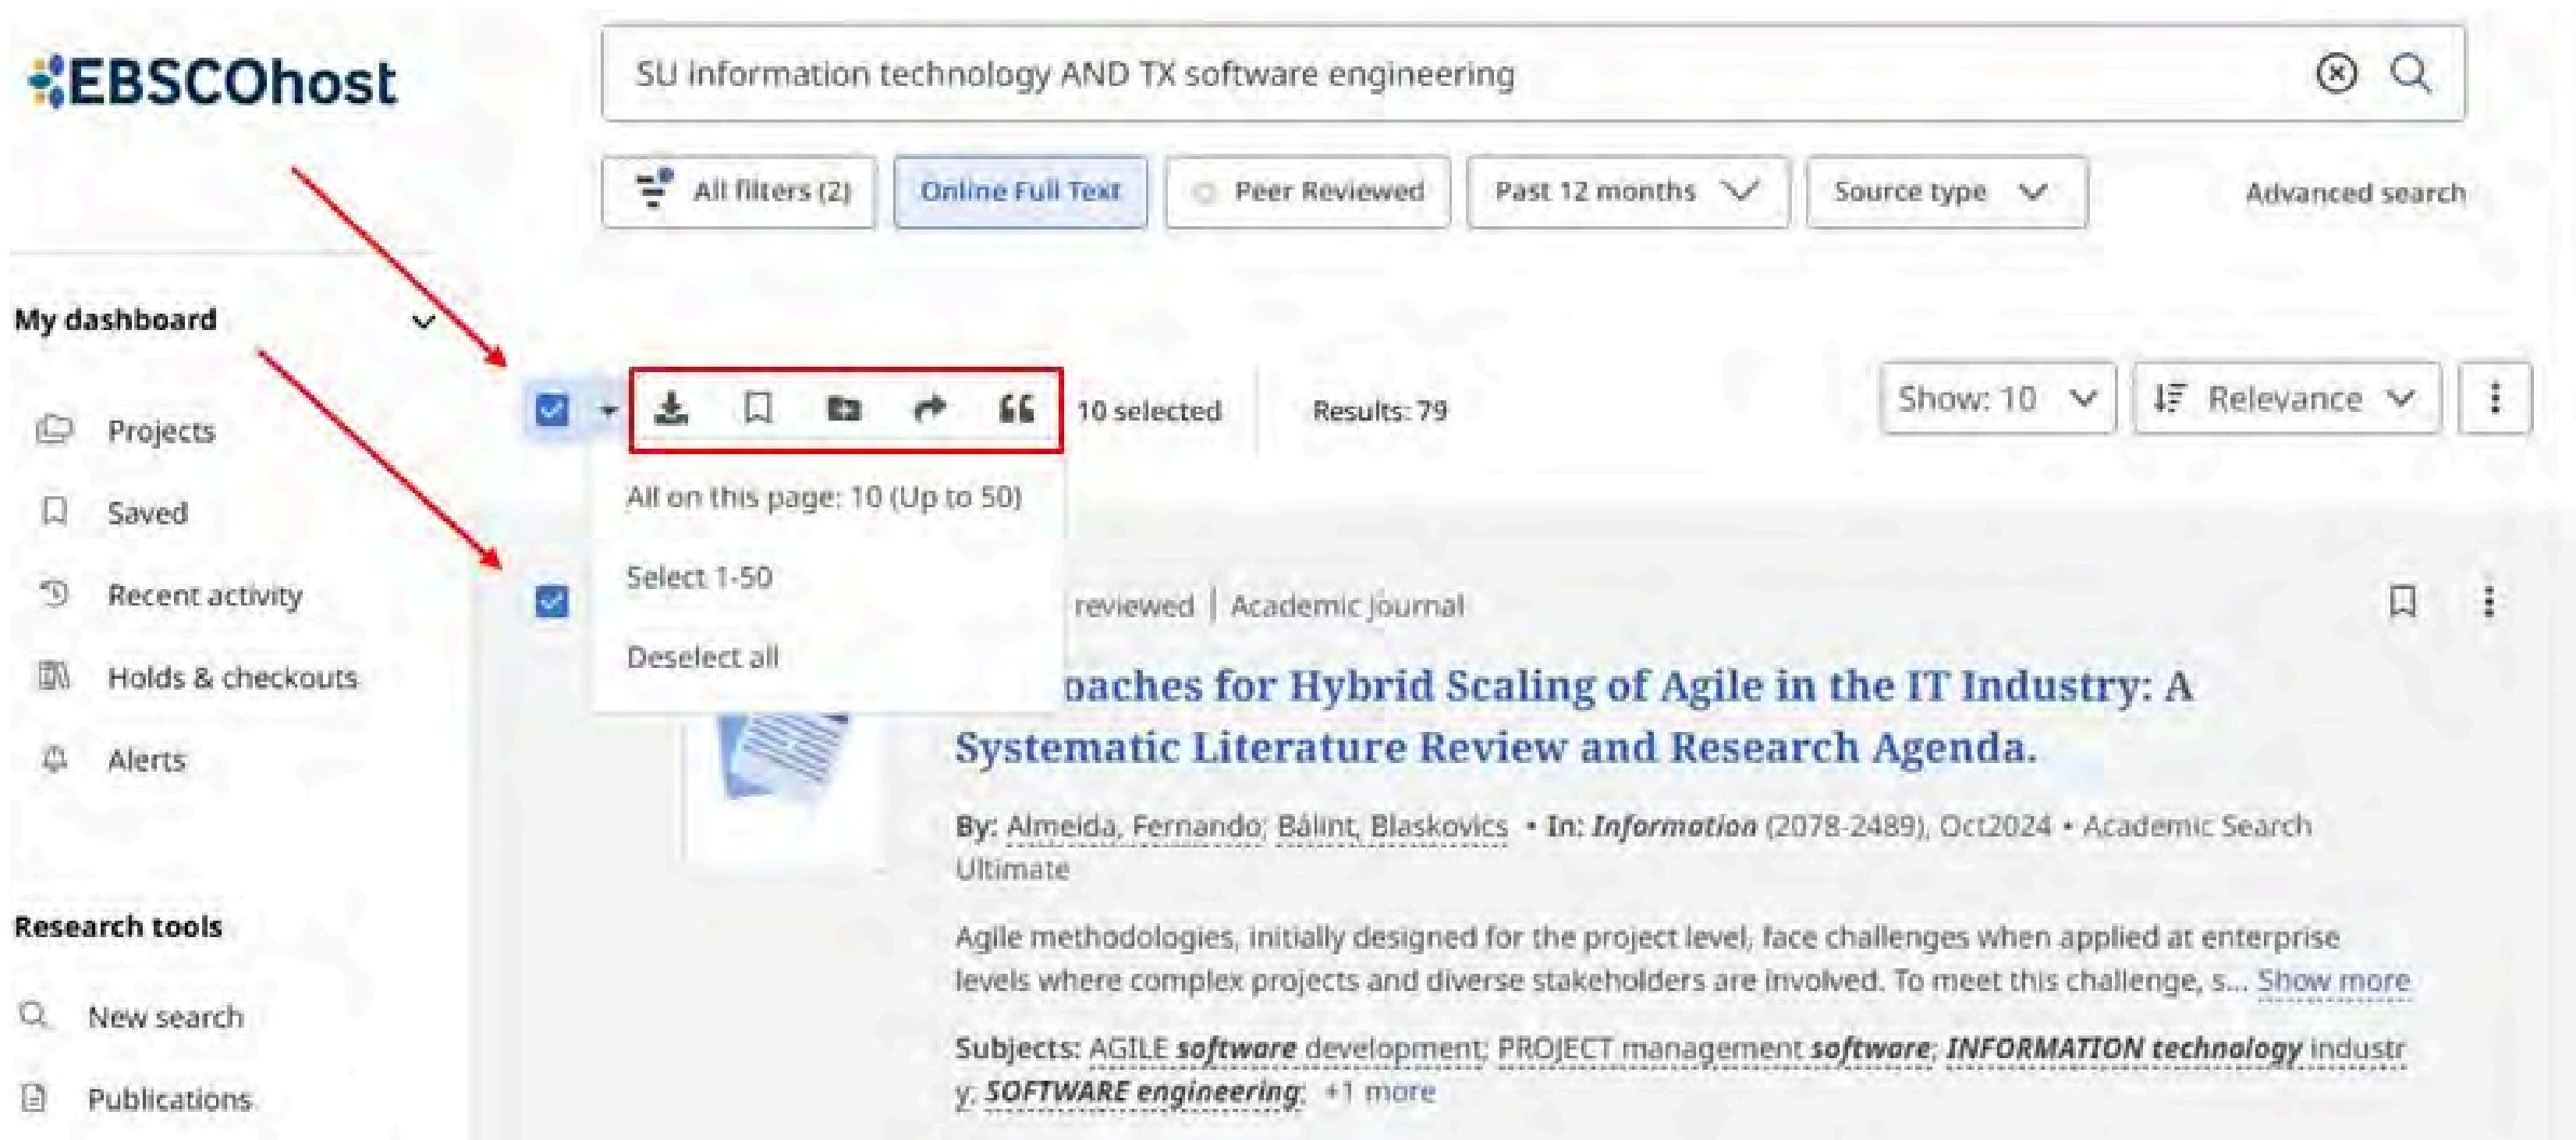 EBSCOhost
SU information technology AND TX software engineering
All filters (2)
Online Full Text
Peer Reviewed
Past 12 months
Source type
Advanced search
My dashboard
Projects
Saved
Recent activity
Holds & checkouts
Alerts
Research tools
New search
Publications
10 selected
Results: 79
Show: 10
Relevance
All on this page: 10 (Up to 50)
Select 1-50
Deselect all
reviewed | Academic Journal
oaches for Hybrid Scaling of Agile in the IT Industry: A
Systematic Literature Review and Research Agenda.
By: Almeida, Fernando; Bálint, Blaskovics • In: Information (2078-2489), Oct2024 • Academic Search
Ultimate
Agile methodologies, initially designed for the project level, face challenges when applied at enterprise
levels where complex projects and diverse stakeholders are involved. To meet this challenge, s... Show more
Subjects: AGILE software development; PROJECT management software; INFORMATION technology industr
y; SOFTWARE engineering; +1 more